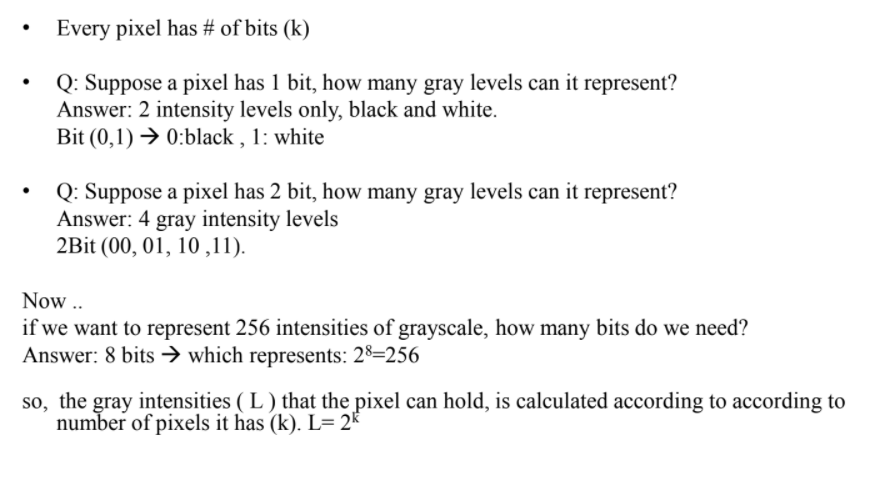 • Every pixel has # of bits (k)
• Q: Suppose a pixel has 1 bit, how many gray levels can it represent?
Answer: 2 intensity levels only, black and white.
Bit (0,1) → 0:black , 1: white
• Q: Suppose a pixel has 2 bit, how many gray levels can it represent?
Answer: 4 gray intensity levels
2Bit (00, 01, 10 ,11).
Now ..
if we want to represent 256 intensities of grayscale, how many bits do we need?
Answer: 8 bits → which represents: 2⁸=256
so, the gray intensities ( L ) that the pixel can hold, is calculated according to according to
number of pixels it has (k). L= 2ᵏ